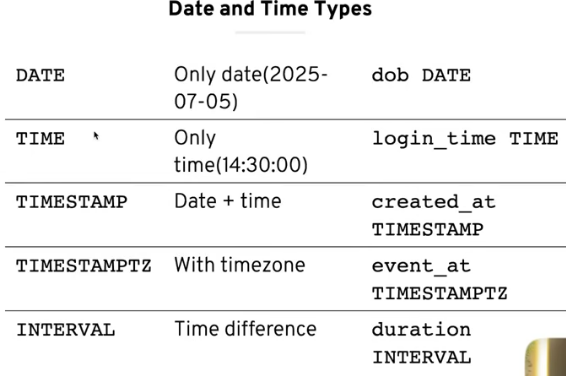 Date and Time Types
DATE Only date(2025- dob DATE
07-05)
TIME Only login_time TIME
time(14:30:00)
TIMESTAMP Date + time created_at
TIMESTAMP
TIMESTAMPTZ With timezone event_at
TIMESTAMPTZ
INTERVAL Time difference duration
INTERVAL